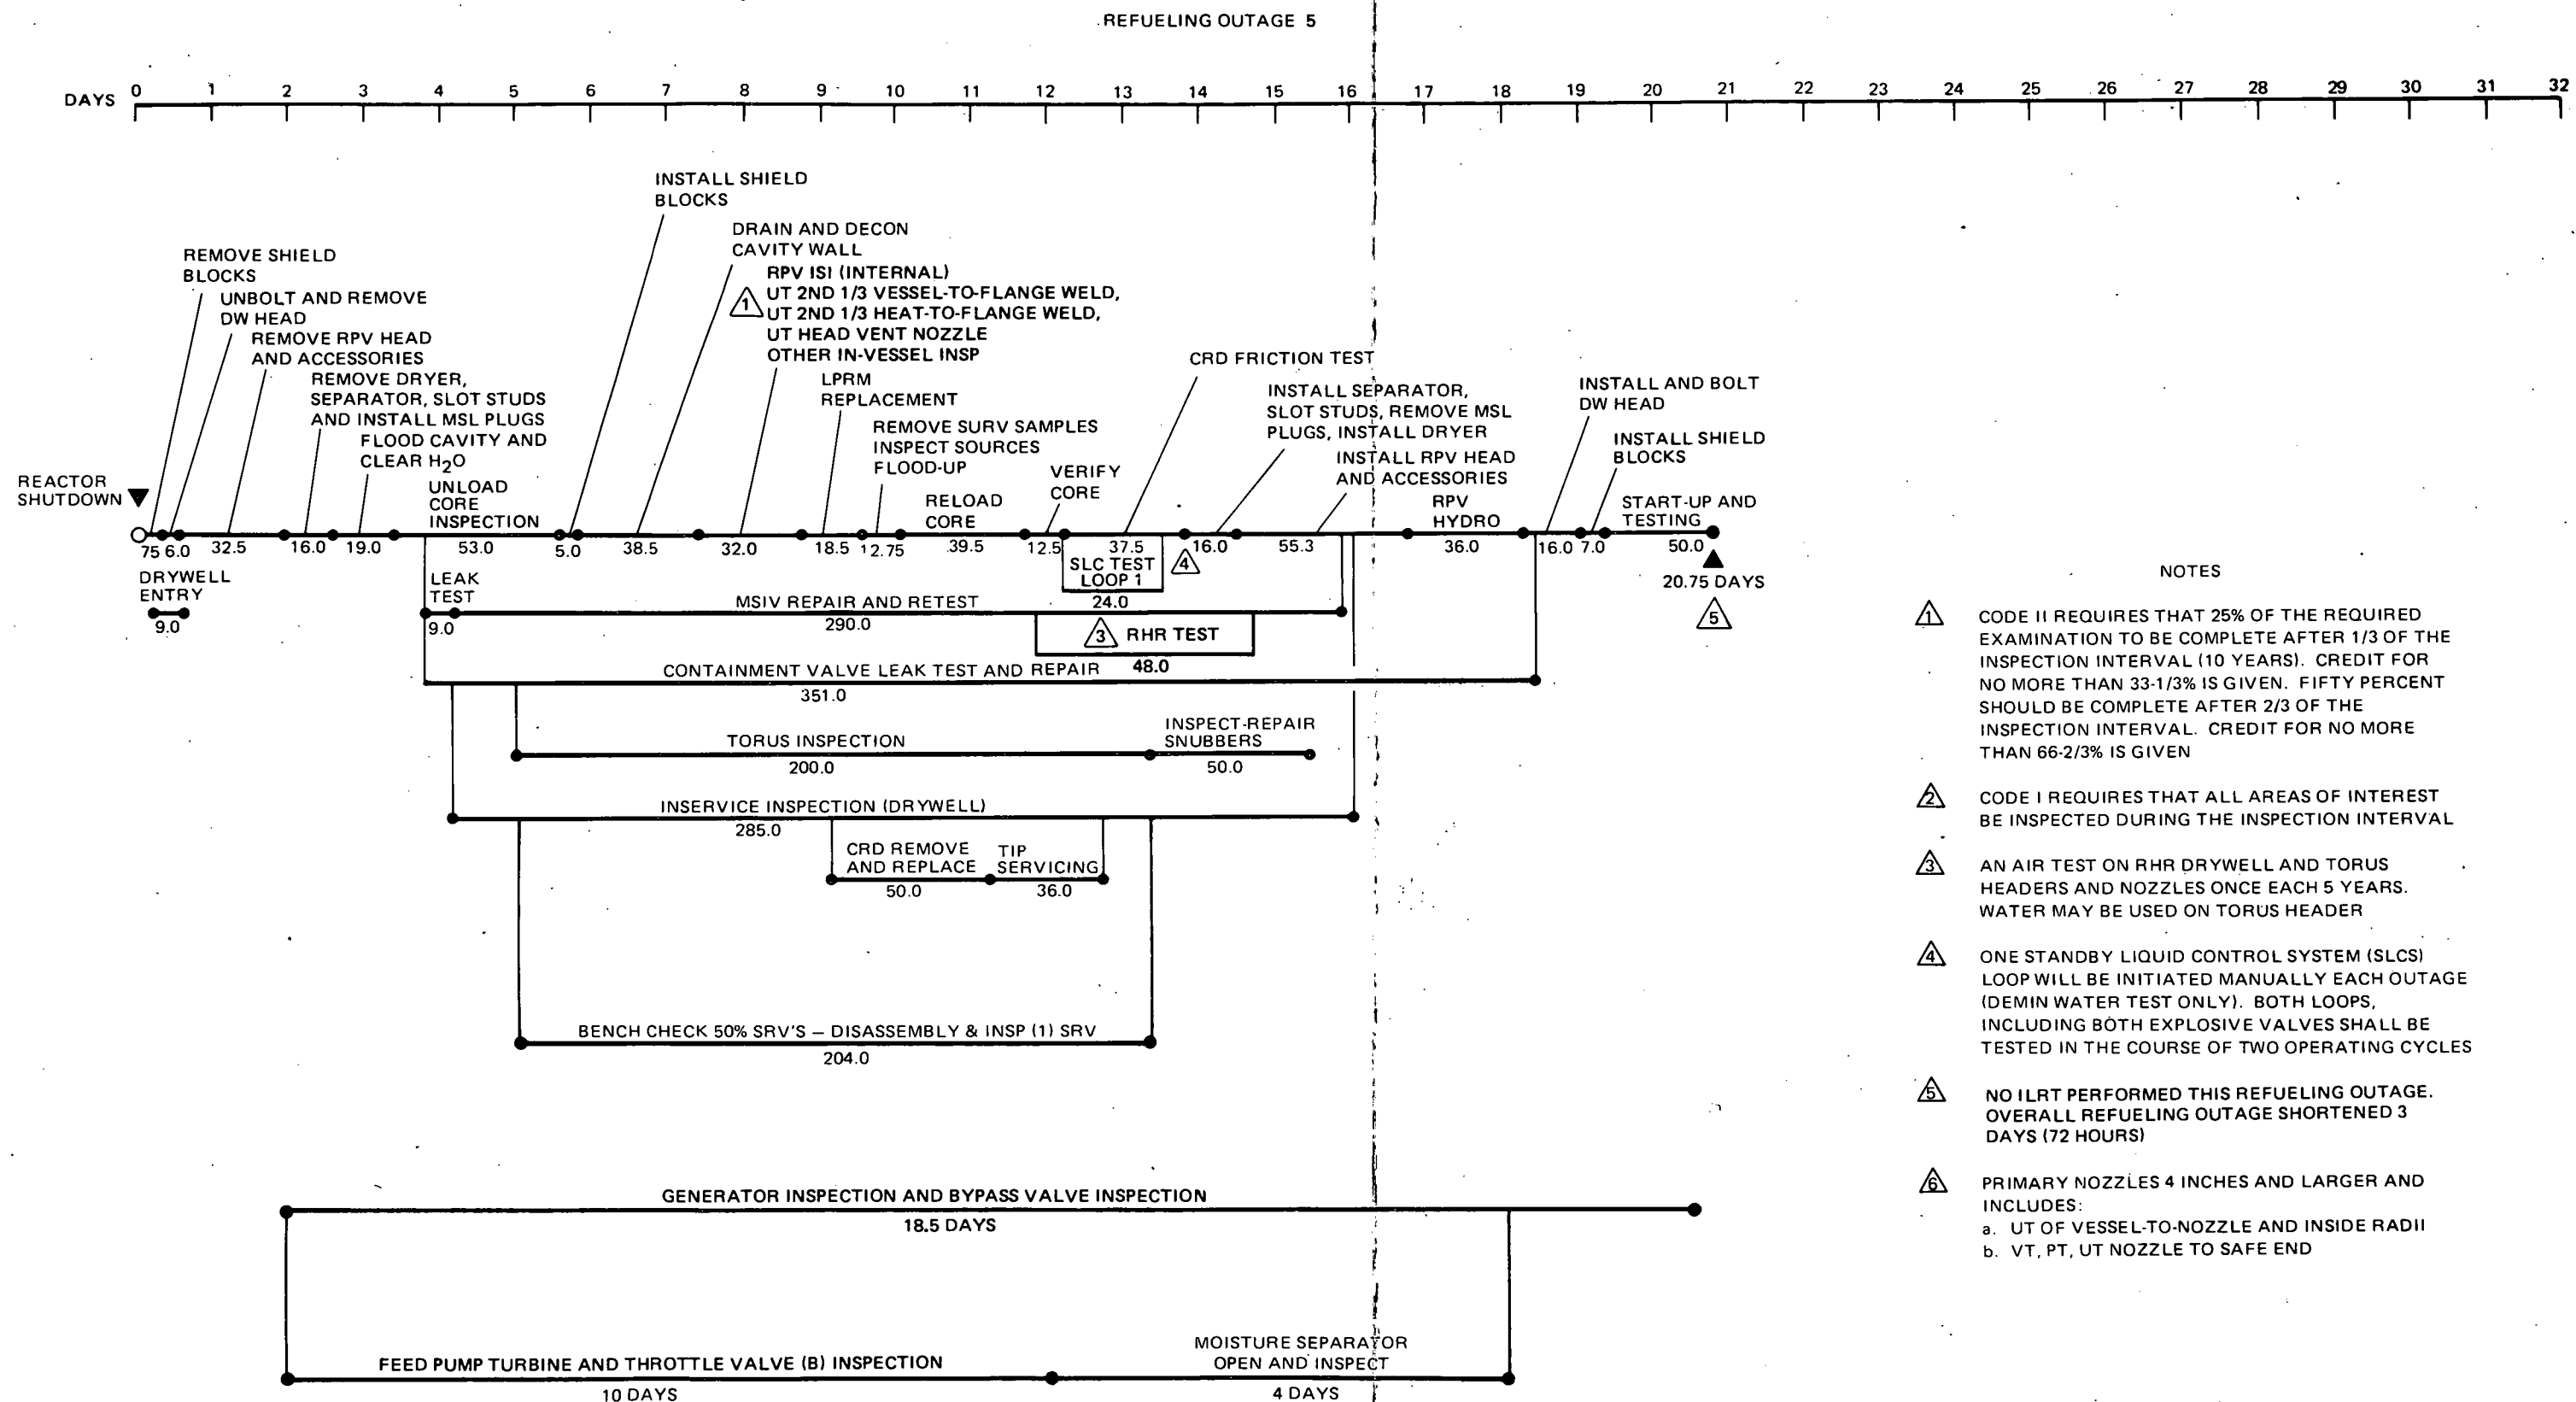 REFUELING OUTAGE 5
DAYS 0 1 2 3 4 5 6 7 8 9 10 11 12 13 14 15 16 17 18 19 20 21 22 23 24 25 26 27 28 29 30 31 32
INSTALL SHIELD
BLOCKS
DRAIN AND DECON
CAVITY WALL
REMOVE SHIELD
BLOCKS
RPV ISI (INTERNAL)
1 UT 2ND 1/3 VESSEL-TO-FLANGE WELD,
UT 2ND 1/3 HEAT-TO-FLANGE WELD,
UT HEAD VENT NOZZLE
OTHER IN-VESSEL INSP
UNBOLT AND REMOVE
DW HEAD
REMOVE RPV HEAD
AND ACCESSORIES
REMOVE DRYER,
SEPARATOR, SLOT STUDS
AND INSTALL MSL PLUGS
FLOOD CAVITY AND
CLEAR H2O
LPRM
REPLACEMENT
REMOVE SURV SAMPLES
INSPECT SOURCES
FLOOD-UP
CRD FRICTION TEST
INSTALL SEPARATOR,
SLOT STUDS, REMOVE MSL
PLUGS, INSTALL DRYER
INSTALL RPV HEAD
AND ACCESSORIES
INSTALL AND BOLT
DW HEAD
INSTALL SHIELD
BLOCKS
REACTOR
SHUTDOWN
UNLOAD
CORE
INSPECTION
RELOAD
CORE
VERIFY
CORE
RPV
HYDRO
START-UP AND
TESTING
75 6.0 32.5 16.0 19.0 53.0 5.0 38.5 32.0 18.5 12.75 39.5 12.5 37.5 16.0 55.3 36.0 16.0 7.0 50.0
SLC TEST
LOOP 1
24.0
4
20.75 DAYS
5
DRYWELL
ENTRY
9.0
LEAK
TEST
9.0
MSIV REPAIR AND RETEST
290.0
3 RHR TEST
48.0
CONTAINMENT VALVE LEAK TEST AND REPAIR
351.0
TORUS INSPECTION
200.0
INSPECT-REPAIR
SNUBBERS
50.0
INSERVICE INSPECTION (DRYWELL)
285.0
CRD REMOVE
AND REPLACE
50.0
TIP
SERVICING
36.0
BENCH CHECK 50% SRV'S – DISASSEMBLY & INSP (1) SRV
204.0
GENERATOR INSPECTION AND BYPASS VALVE INSPECTION
18.5 DAYS
FEED PUMP TURBINE AND THROTTLE VALVE (B) INSPECTION
10 DAYS
MOISTURE SEPARATOR
OPEN AND INSPECT
4 DAYS
NOTES
1 CODE II REQUIRES THAT 25% OF THE REQUIRED
EXAMINATION TO BE COMPLETE AFTER 1/3 OF THE
INSPECTION INTERVAL (10 YEARS). CREDIT FOR
NO MORE THAN 33-1/3% IS GIVEN. FIFTY PERCENT
SHOULD BE COMPLETE AFTER 2/3 OF THE
INSPECTION INTERVAL. CREDIT FOR NO MORE
THAN 66-2/3% IS GIVEN
2 CODE I REQUIRES THAT ALL AREAS OF INTEREST
BE INSPECTED DURING THE INSPECTION INTERVAL
3 AN AIR TEST ON RHR DRYWELL AND TORUS
HEADERS AND NOZZLES ONCE EACH 5 YEARS.
WATER MAY BE USED ON TORUS HEADER
4 ONE STANDBY LIQUID CONTROL SYSTEM (SLCS)
LOOP WILL BE INITIATED MANUALLY EACH OUTAGE
(DEMIN WATER TEST ONLY). BOTH LOOPS,
INCLUDING BOTH EXPLOSIVE VALVES SHALL BE
TESTED IN THE COURSE OF TWO OPERATING CYCLES
5 NO ILRT PERFORMED THIS REFUELING OUTAGE.
OVERALL REFUELING OUTAGE SHORTENED 3
DAYS (72 HOURS)
6 PRIMARY NOZZLES 4 INCHES AND LARGER AND
INCLUDES:
a. UT OF VESSEL-TO-NOZZLE AND INSIDE RADII
b. VT, PT, UT NOZZLE TO SAFE END